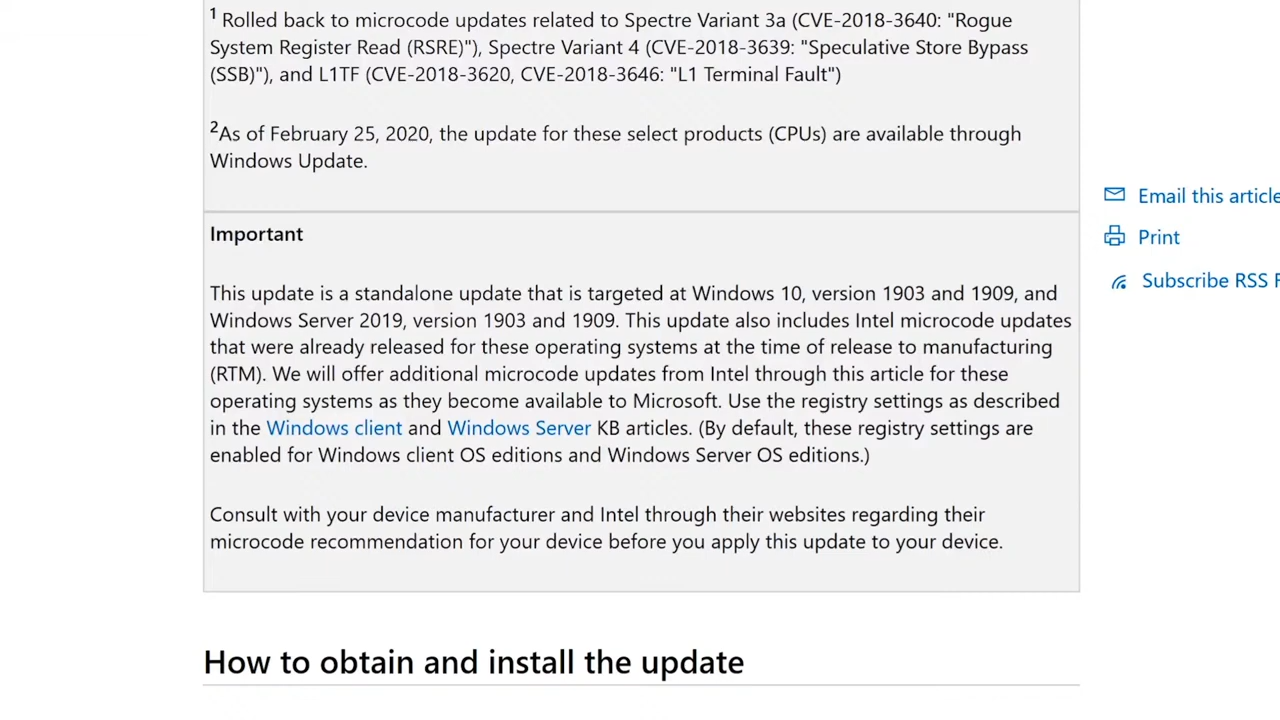 1 Rolled back to microcode updates related to Spectre Variant 3a (CVE-2018-3640: "Rogue
System Register Read (RSRE)"), Spectre Variant 4 (CVE-2018-3639: "Speculative Store Bypass
(SSB)"), and L1TF (CVE-2018-3620, CVE-2018-3646: "L1 Terminal Fault")
2As of February 25, 2020, the update for these select products (CPUs) are available through
Windows Update.
Important
This update is a standalone update that is targeted at Windows 10, version 1903 and 1909, and
Windows Server 2019, version 1903 and 1909. This update also includes Intel microcode updates
that were already released for these operating systems at the time of release to manufacturing
(RTM). We will offer additional microcode updates from Intel through this article for these
operating systems as they become available to Microsoft. Use the registry settings as described
in the Windows client and Windows Server KB articles. (By default, these registry settings are
enabled for Windows client OS editions and Windows Server OS editions.)
Consult with your device manufacturer and Intel through their websites regarding their
microcode recommendation for your device before you apply this update to your device.
How to obtain and install the update
Email this article
Print
Subscribe RSS F